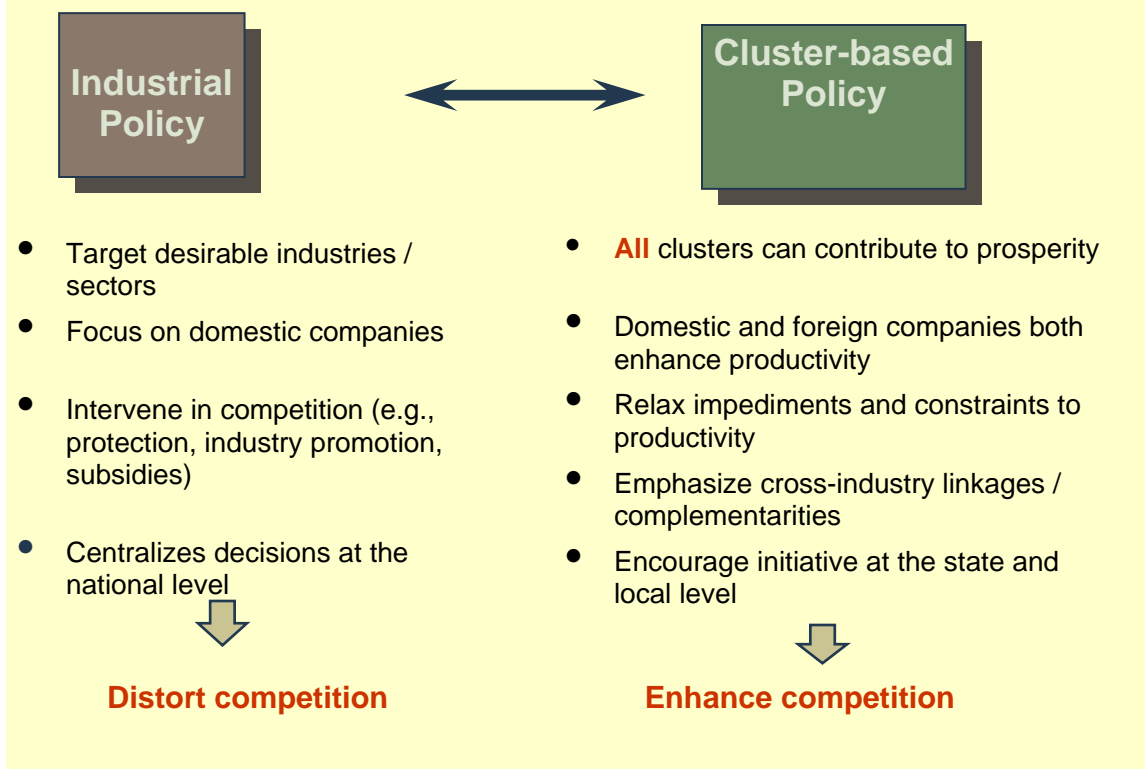 Industrial
Policy
Cluster-based
Policy
• Target desirable industries /
sectors
• Focus on domestic companies
• Intervene in competition (e.g.,
protection, industry promotion,
subsidies)
• Centralizes decisions at the
national level
Distort competition
• All clusters can contribute to prosperity
• Domestic and foreign companies both
enhance productivity
• Relax impediments and constraints to
productivity
• Emphasize cross-industry linkages /
complementarities
• Encourage initiative at the state and
local level
Enhance competition